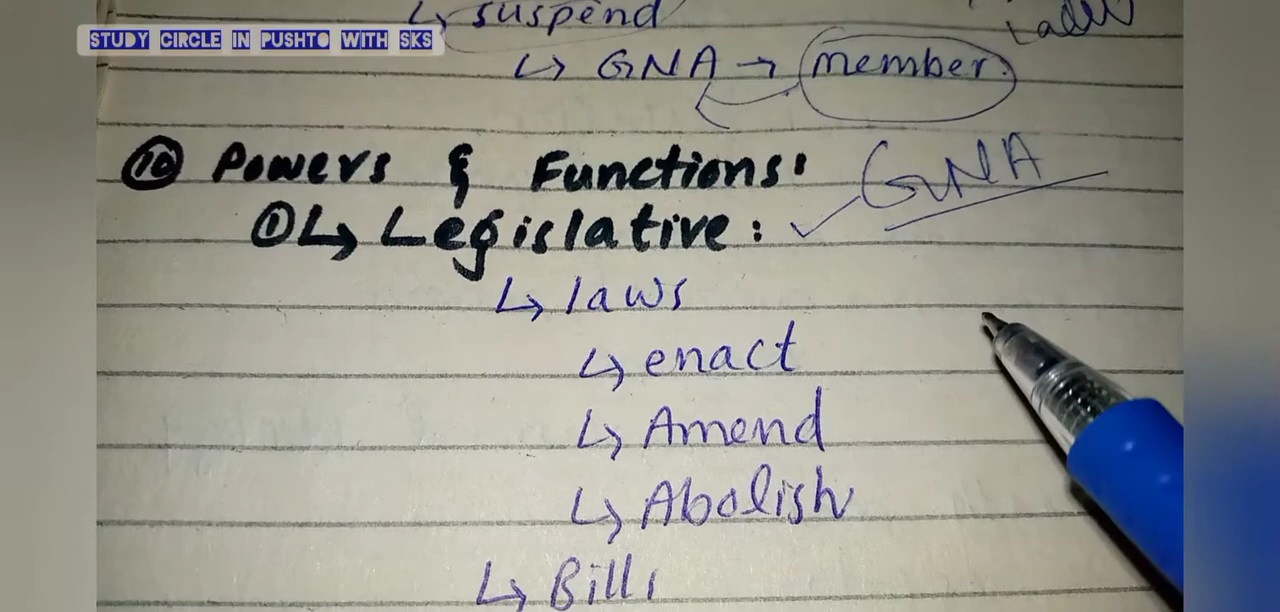 ↳ suspend
STUDY CIRCLE IN PUSHTO WITH SKS
↳ GNA → member.
⑩ Powers & Functions:
GNA
① ↳ Legislative: ✓
↳ laws
↳ enact
↳ Amend
↳ Abolish
↳ Bills